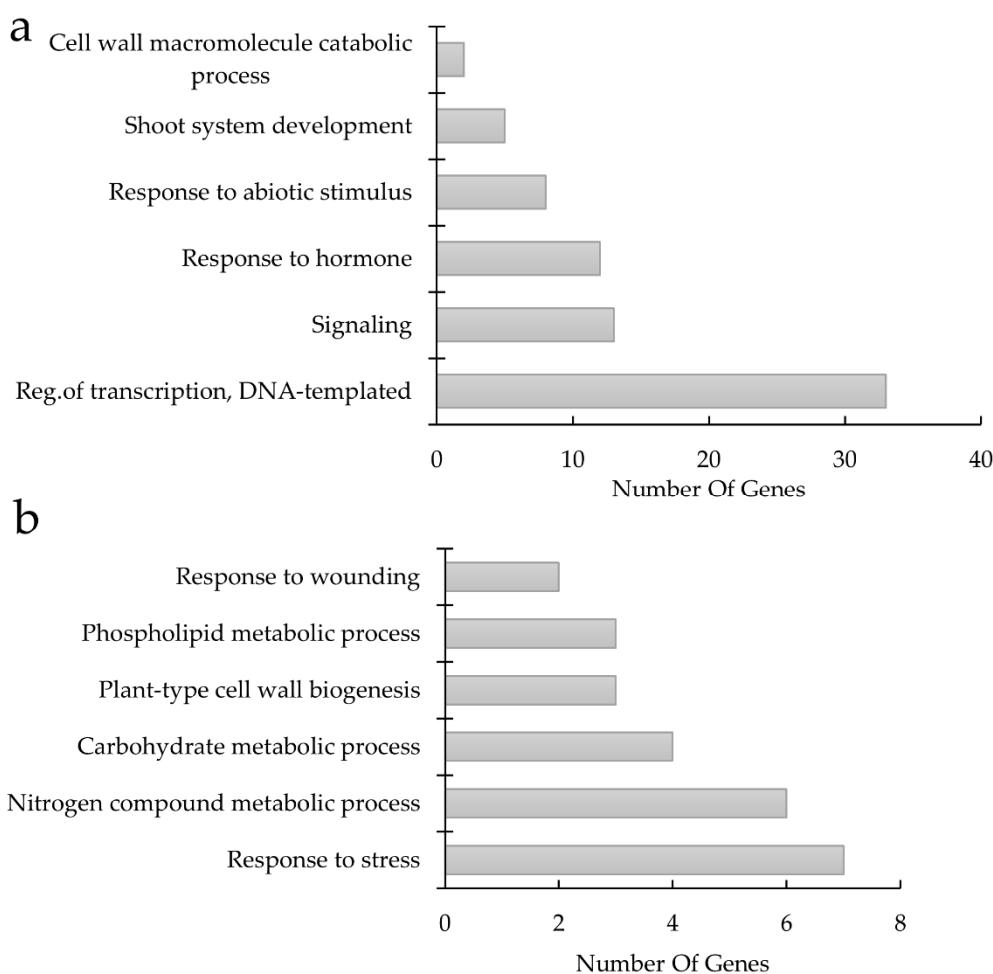 a
Cell wall macromolecule catabolic
process
Shoot system development
Response to abiotic stimulus
Response to hormone
Signaling
Reg.of transcription, DNA-templated
0 10 20 30 40
Number Of Genes
b
Response to wounding
Phospholipid metabolic process
Plant-type cell wall biogenesis
Carbohydrate metabolic process
Nitrogen compound metabolic process
Response to stress
0 2 4 6 8
Number Of Genes